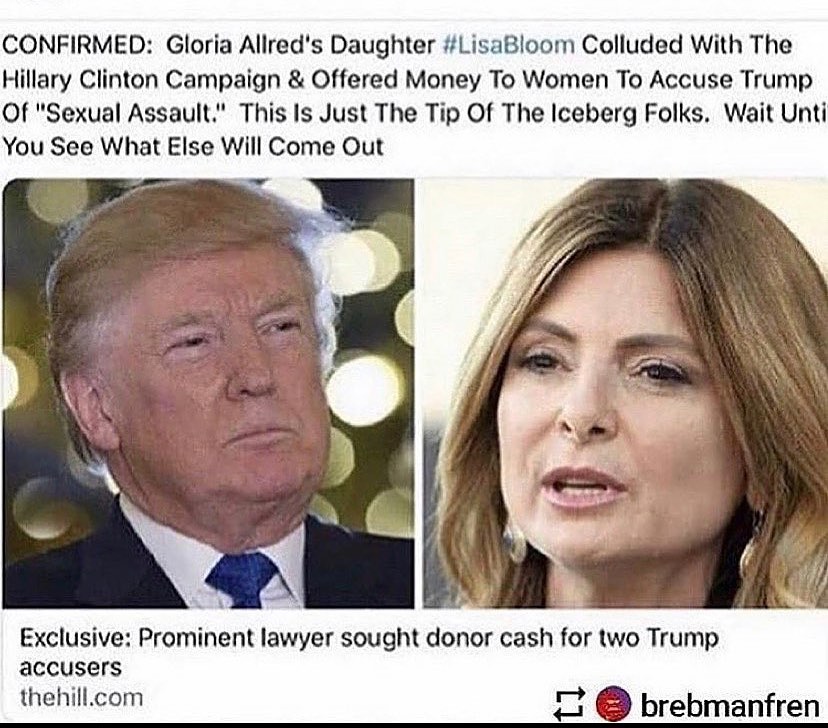 CONFIRMED: Gloria Allred's Daughter #LisaBloom Colluded With The
Hillary Clinton Campaign & Offered Money To Women To Accuse Trump
Of "Sexual Assault." This Is Just The Tip Of The Iceberg Folks. Wait Unti
You See What Else Will Come Out
Exclusive: Prominent lawyer sought donor cash for two Trump
accusers
thehill.com
brebmanfren